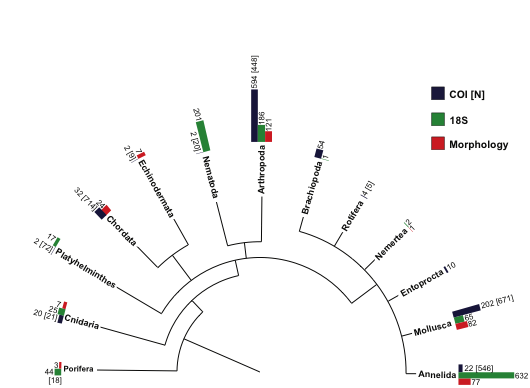 COI [N]
18S
Morphology
594 [448]
186
121
Arthropoda
201
2 [20]
Nematoda
7
2 [9]
Echinodermata
24
32 [714]
Chordata
17
2 [72]
Platyhelminthes
7
25
20 [21]
Cnidaria
3
44
[18]
Porifera
54
1
Brachiopoda
4 [5]
Rotifera
2
1
Nemertea
10
Entoprocta
202 [671]
65
82
Mollusca
22 [546]
632
77
Annelida